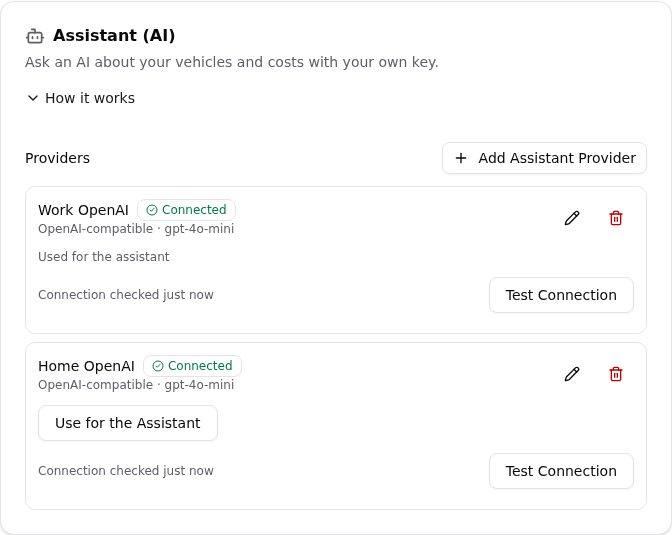 Assistant (AI)
Ask an AI about your vehicles and costs with your own key.
How it works
Providers
Add Assistant Provider
Work OpenAI
Connected
OpenAI-compatible · gpt-4o-mini
Used for the assistant
Connection checked just now
Test Connection
Home OpenAI
Connected
OpenAI-compatible · gpt-4o-mini
Use for the Assistant
Connection checked just now
Test Connection